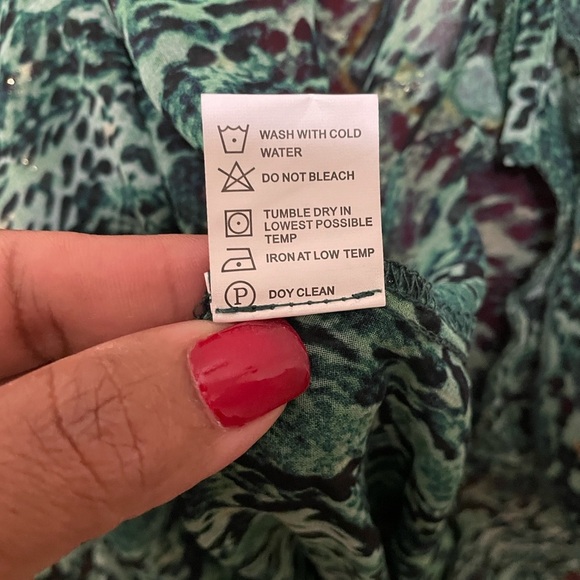 WASH WITH COLD
WATER
DO NOT BLEACH
TUMBLE DRY IN
LOWEST POSSIBLE
TEMP
IRON AT LOW TEMP
P DOY CLEAN